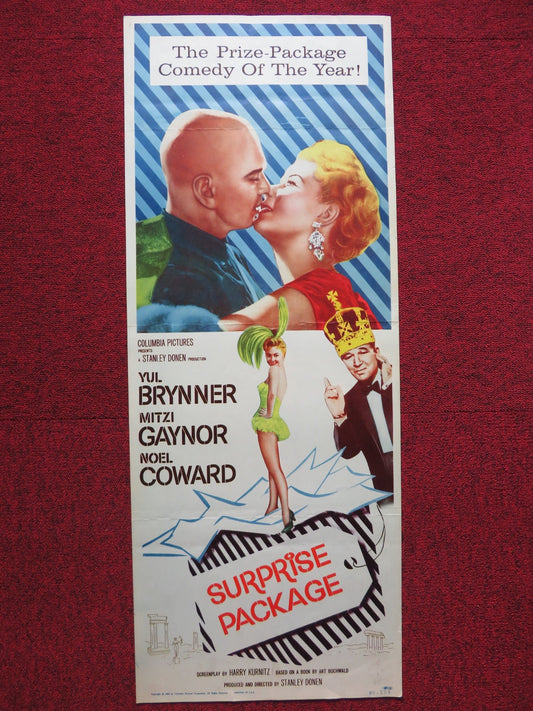 The Prize-Package
Comedy Of The Year!
COLUMBIA PICTURES
PRESENTS
A STANLEY DONEN PRODUCTION
YUL
BRYNNER
MITZI
GAYNOR
NOEL
COWARD
SURPRISE
PACKAGE
SCREENPLAY BY HARRY KURNITZ BASED ON A BOOK BY ART BUCHWALD
PRODUCED AND DIRECTED BY STANLEY DONEN